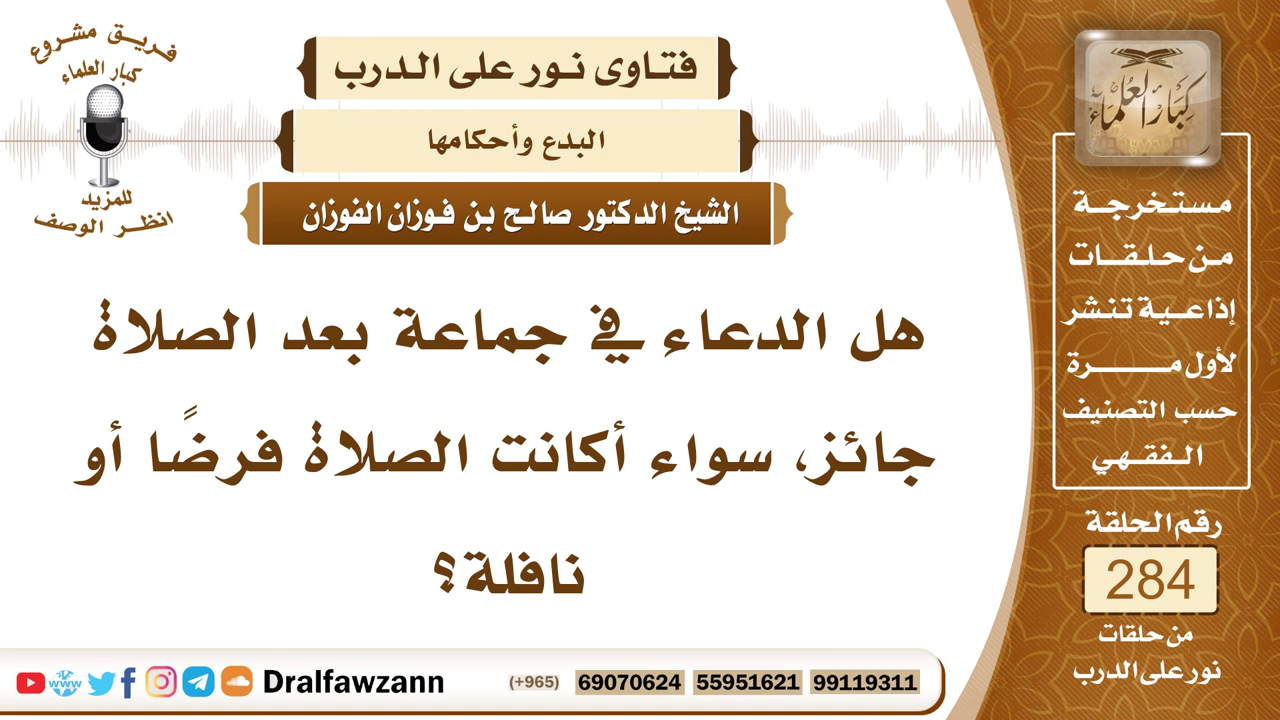 فريق مشروع
كبار العلماء
للمزيد
انظر الوصف
فتاوى نور على الدرب
البدع وأحكامها
الشيخ الدكتور صالح بن فوزان الفوزان
هل الدعاء في جماعة بعد الصلاة
جائز، سواء أكانت الصلاة فرضًا أو
نافلة؟
كبار العلماء
مستخرجة
من حلقات
إذاعية تنشر
لأول مرة
حسب التصنيف
الفقهي
رقم الحلقة
284
من حلقات
نور على الدرب
www
Dralfawzann
(+965) 69070624 55951621 99119311